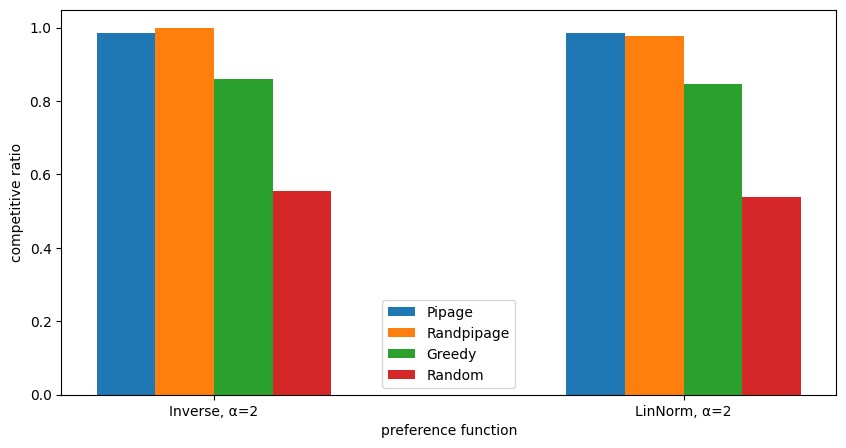 competitive ratio
1.0
0.8
0.6
0.4
0.2
0.0
Pipage
Randpipage
Greedy
Random
Inverse, α=2
LinNorm, α=2
preference function